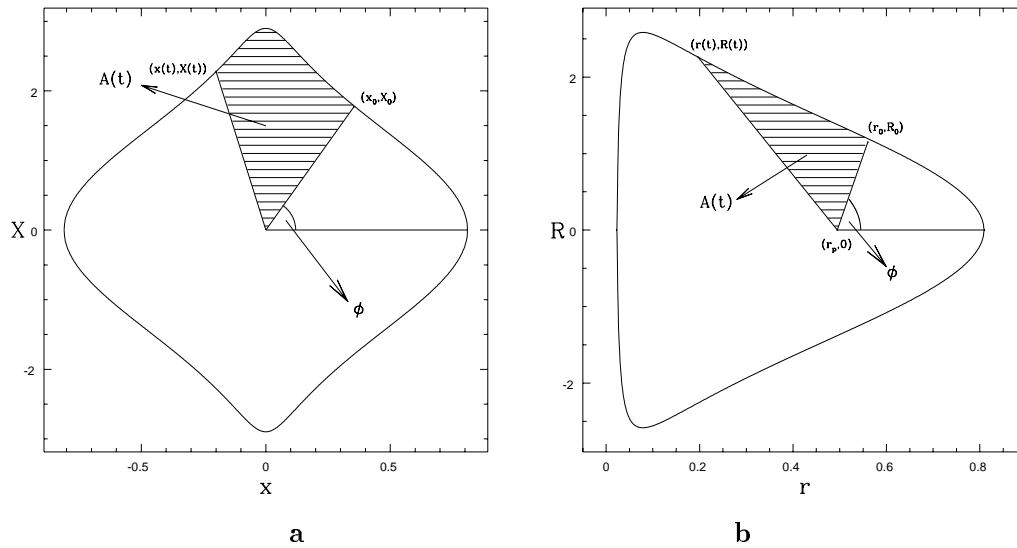 A(t)
(x(t),X(t))
(x₀,X₀)
ϕ
X
2
0
-2
-0.5
0
0.5
x
a
(r(t),R(t))
(r₀,R₀)
A(t)
(rₚ,0)
ϕ
R
2
0
-2
0
0.2
0.4
0.6
0.8
r
b